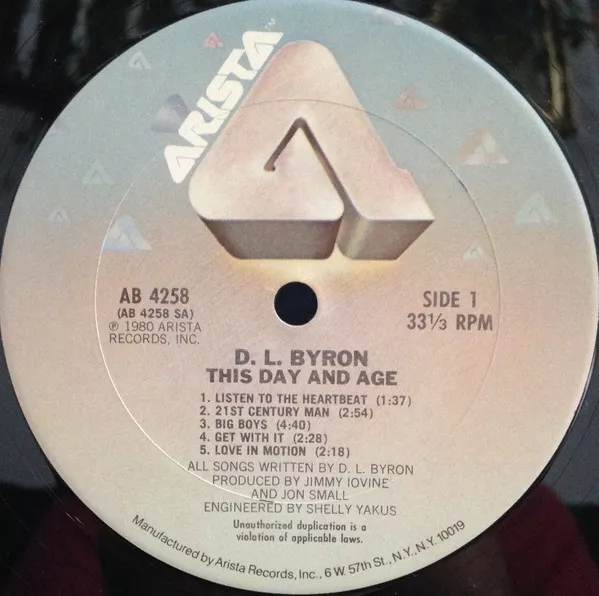 ARISTA™
AB 4258
(AB 4258 SA)
℗ 1980 ARISTA
RECORDS, INC.
SIDE 1
33⅓ RPM
D. L. BYRON
THIS DAY AND AGE
1. LISTEN TO THE HEARTBEAT (1:37)
2. 21ST CENTURY MAN (2:54)
3. BIG BOYS (4:40)
4. GET WITH IT (2:28)
5. LOVE IN MOTION (2:18)
ALL SONGS WRITTEN BY D. L. BYRON
PRODUCED BY JIMMY IOVINE
AND JON SMALL
ENGINEERED BY SHELLY YAKUS
Unauthorized duplication is a
violation of applicable laws.
Manufactured by Arista Records, Inc., 6 W. 57th St., N.Y., N.Y. 10019